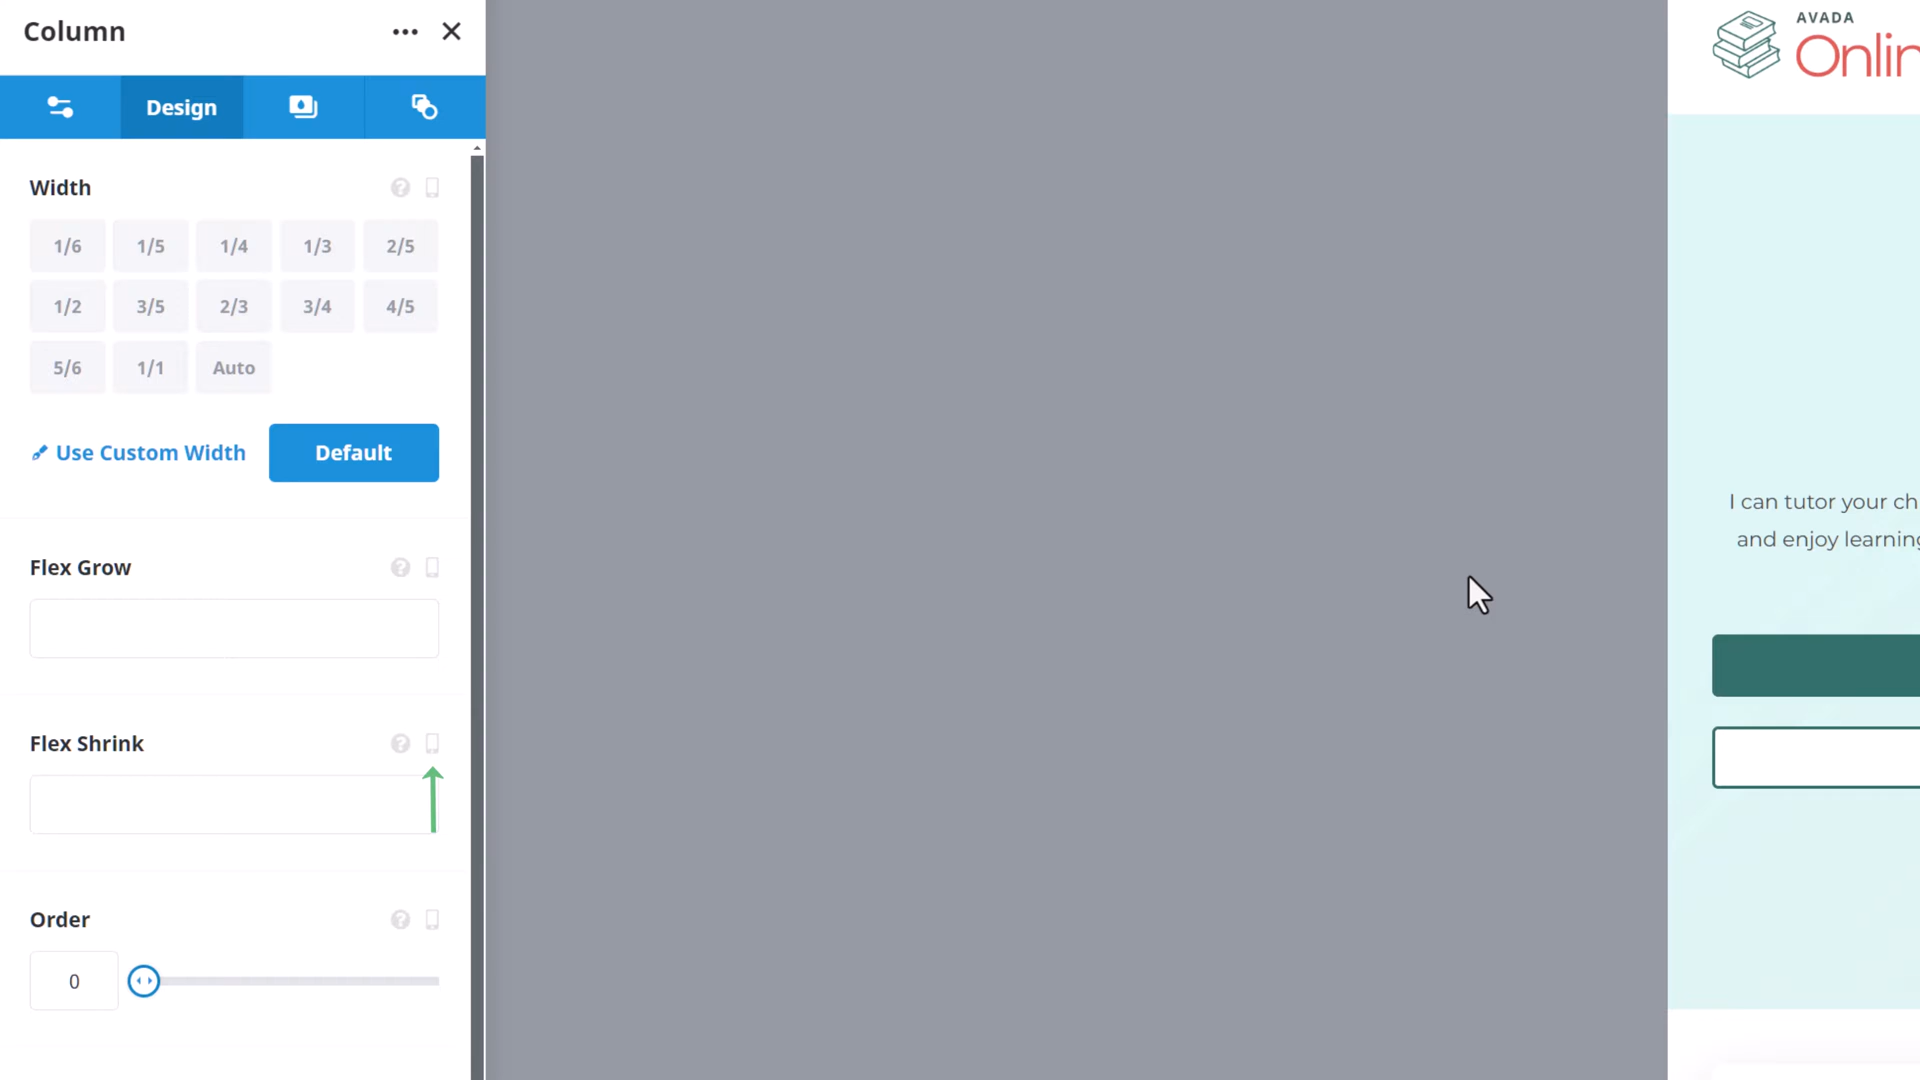 Column
Design
Width
1/6 1/5 1/4 1/3 2/5
1/2 3/5 2/3 3/4 4/5
5/6 1/1 Auto
Use Custom Width Default
Flex Grow
Flex Shrink
Order
0
AVADA
Onlin
I can tutor your ch
and enjoy learning